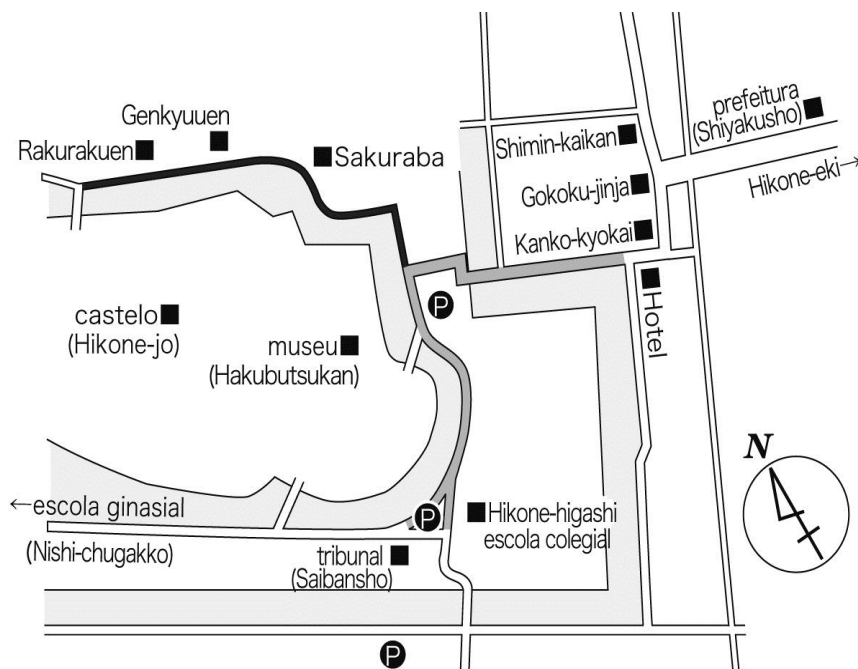 Genkyuuen
Rakurakuen
Sakuraba
Shimin-kaikan
prefeitura
(Shiyakusho)
Gokoku-jinja
Hikone-eki→
Kanko-kyokai
Hotel
P
castelo
(Hikone-jo)
museu
(Hakubutsukan)
N
←escola ginasial
(Nishi-chugakko)
P
Hikone-higashi
escola colegial
tribunal
(Saibansho)
P